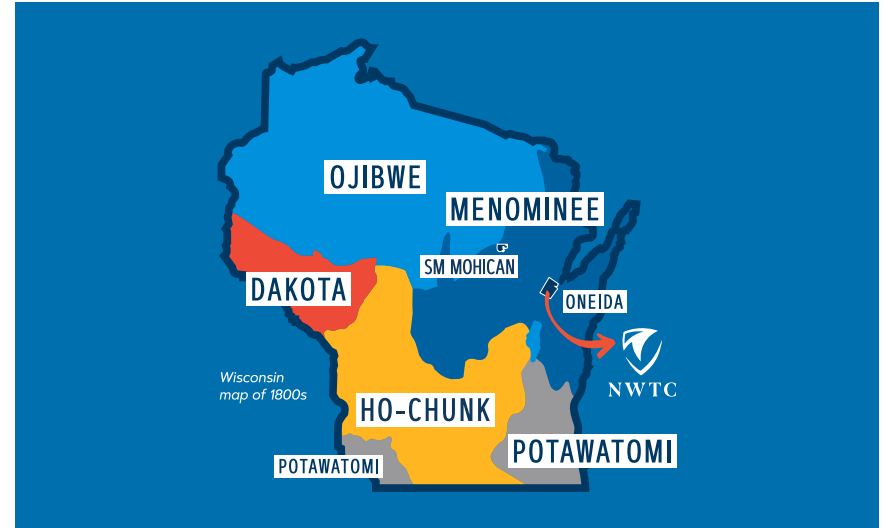 OJIBWE
MENOMINEE
SM MOHICAN
DAKOTA
ONEIDA
Wisconsin
map of 1800s
NWTC
HO-CHUNK
POTAWATOMI
POTAWATOMI